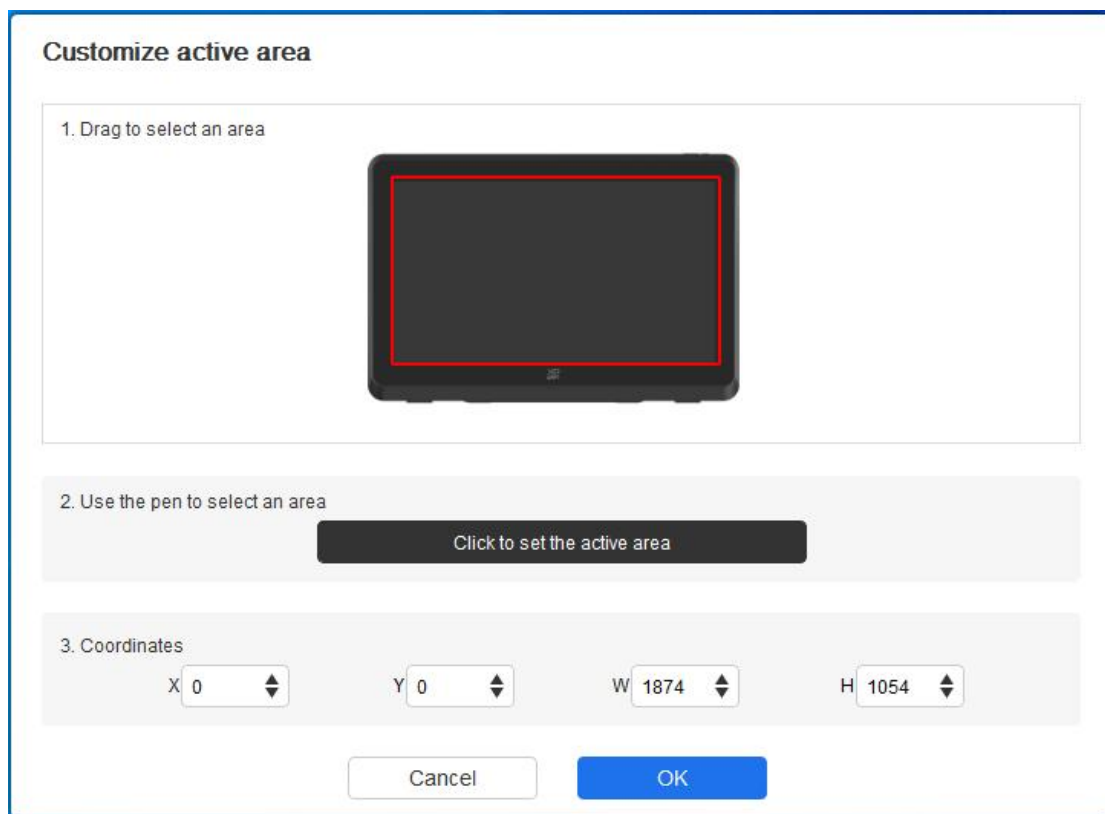 Customize active area
1. Drag to select an area
2. Use the pen to select an area
Click to set the active area
3. Coordinates
X 0 Y 0 W 1874 H 1054
Cancel OK